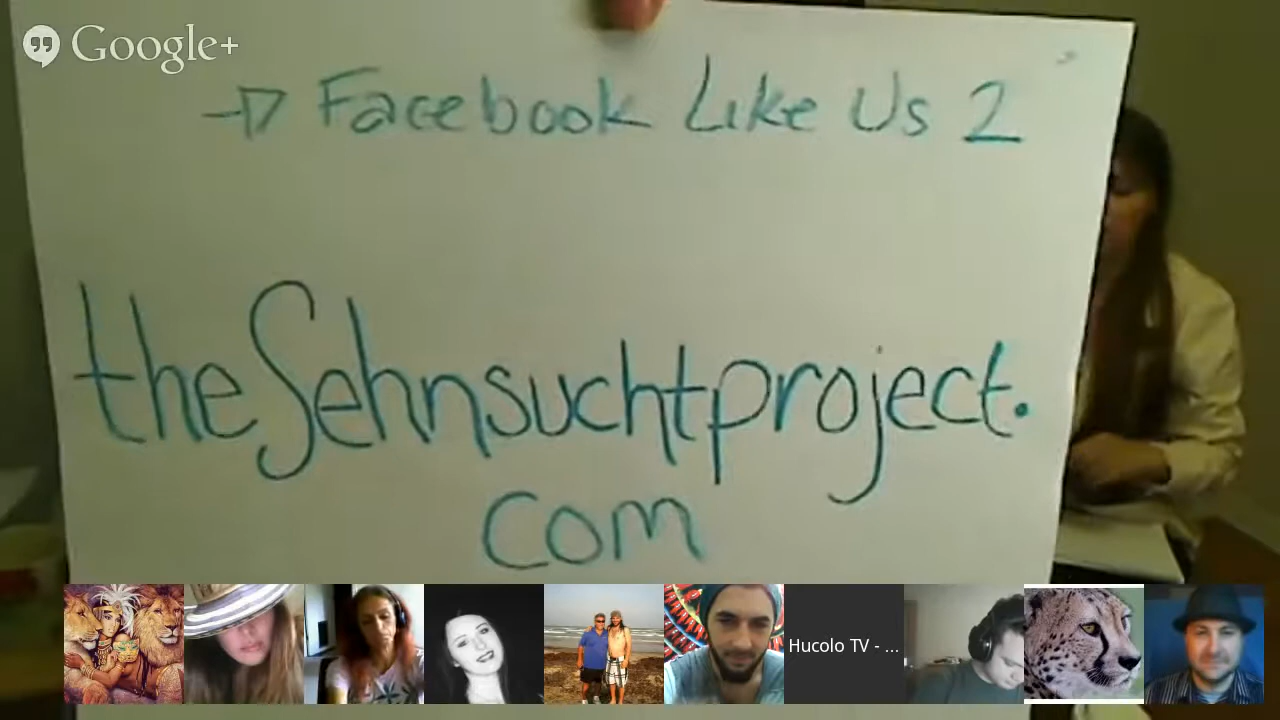 Google+
→ Facebook Like Us 2
theSehnsuchtproject.
com
Hucolo TV - ...